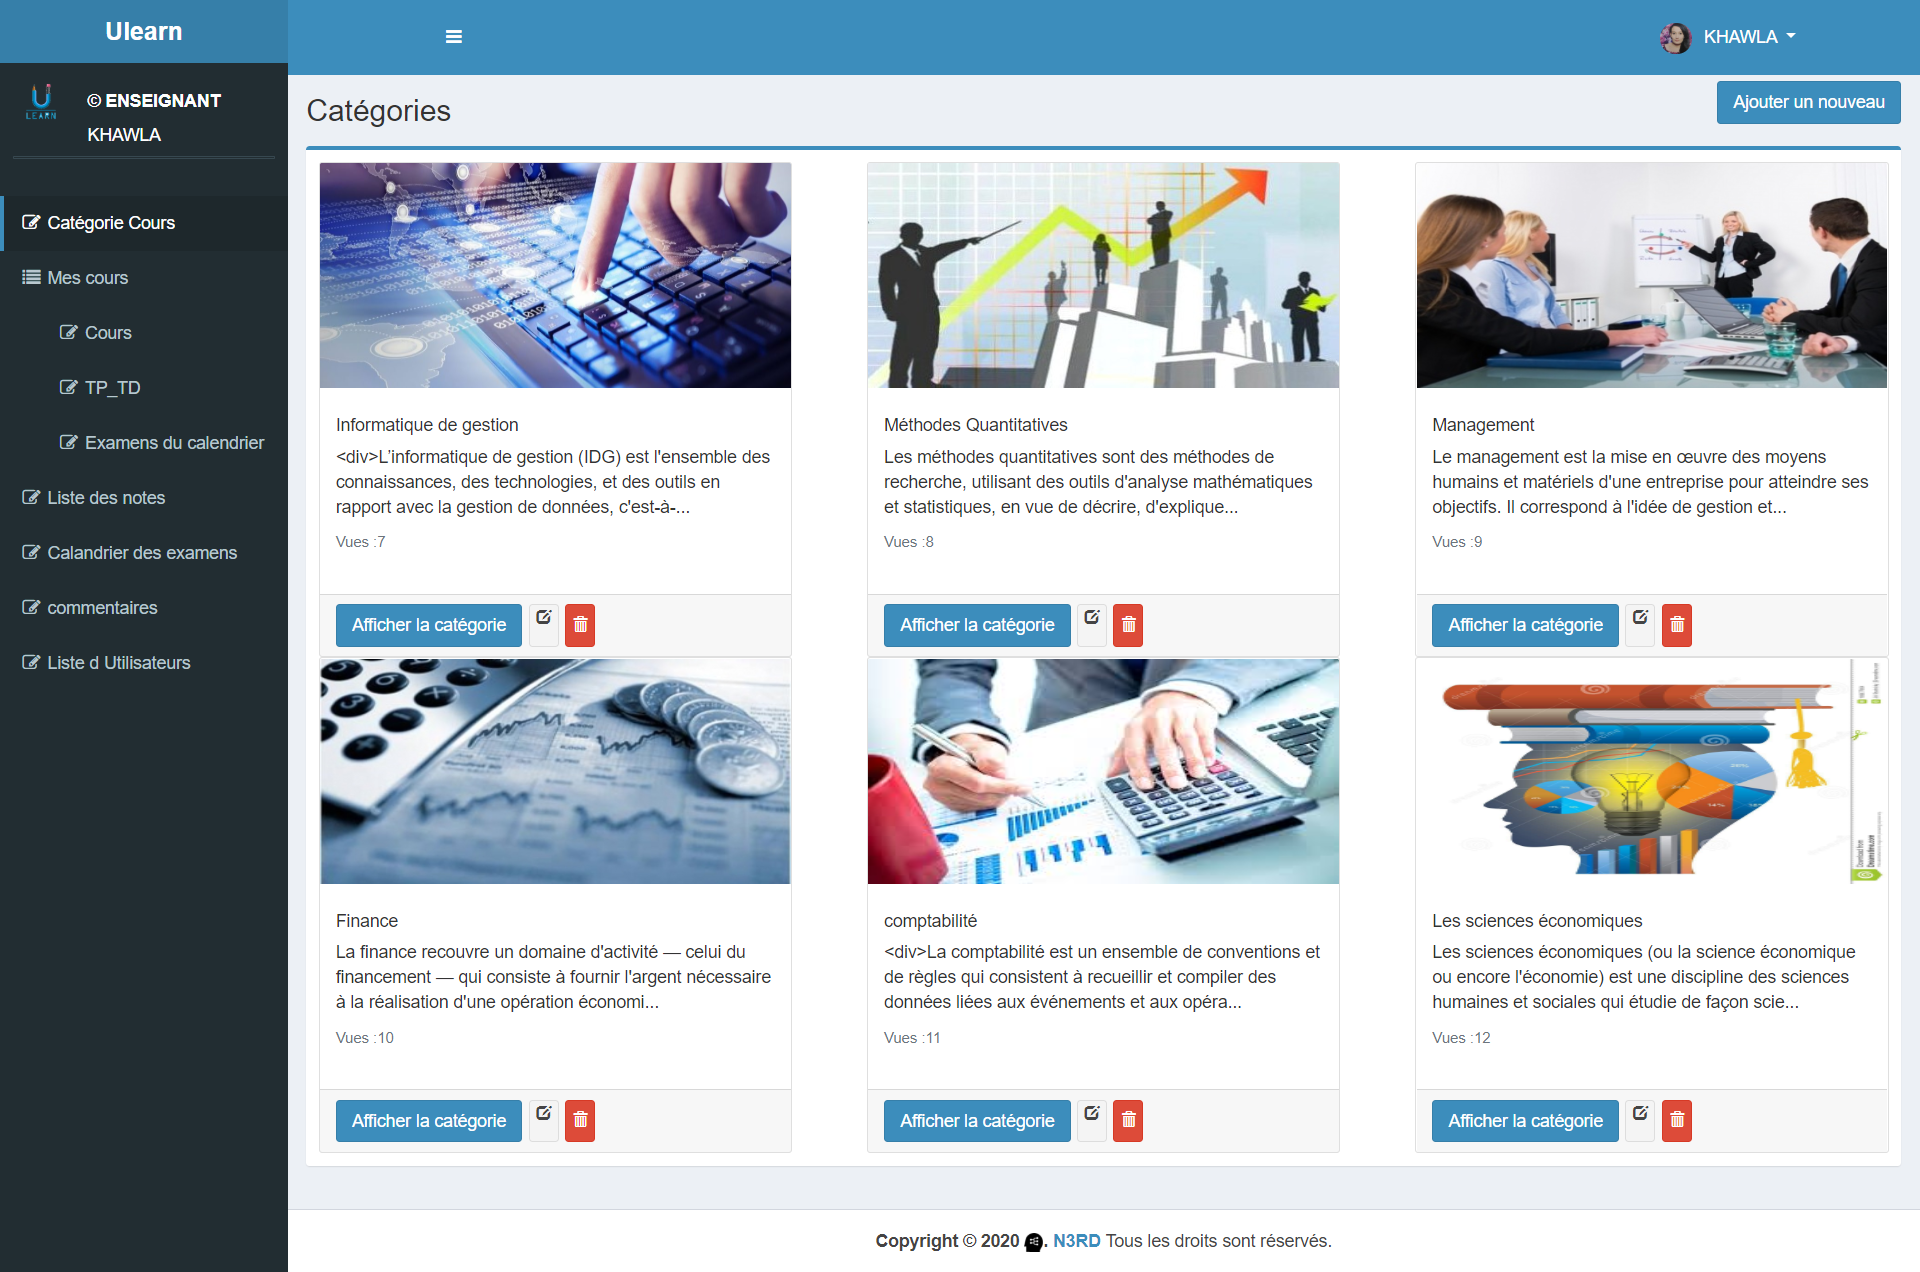 Ulearn
KHAWLA
LEARN
© ENSEIGNANT
KHAWLA
Catégorie Cours
Mes cours
Cours
TP_TD
Examens du calendrier
Liste des notes
Calandrier des examens
commentaires
Liste d Utilisateurs
Catégories
Ajouter un nouveau
Informatique de gestion
<div>L'informatique de gestion (IDG) est l'ensemble des
connaissances, des technologies, et des outils en
rapport avec la gestion de données, c'est-à-...
Vues :7
Afficher la catégorie
Méthodes Quantitatives
Les méthodes quantitatives sont des méthodes de
recherche, utilisant des outils d'analyse mathématiques
et statistiques, en vue de décrire, d'explique...
Vues :8
Afficher la catégorie
Management
Le management est la mise en œuvre des moyens
humains et matériels d'une entreprise pour atteindre ses
objectifs. Il correspond à l'idée de gestion et...
Vues :9
Afficher la catégorie
Finance
La finance recouvre un domaine d'activité — celui du
financement — qui consiste à fournir l'argent nécessaire
à la réalisation d'une opération économi...
Vues :10
Afficher la catégorie
comptabilité
<div>La comptabilité est un ensemble de conventions et
de règles qui consistent à recueillir et compiler des
données liées aux événements et aux opéra...
Vues :11
Afficher la catégorie
Les sciences économiques
Les sciences économiques (ou la science économique
ou encore l'économie) est une discipline des sciences
humaines et sociales qui étudie de façon scie...
Vues :12
Afficher la catégorie
Copyright © 2020 . N3RD Tous les droits sont réservés.